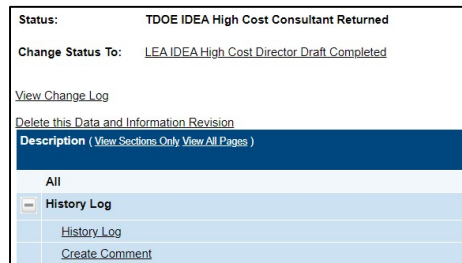 Status: TDOE IDEA High Cost Consultant Returned
Change Status To: LEA IDEA High Cost Director Draft Completed
View Change Log
Delete this Data and Information Revision
Description ( View Sections Only View All Pages )
All
History Log
History Log
Create Comment